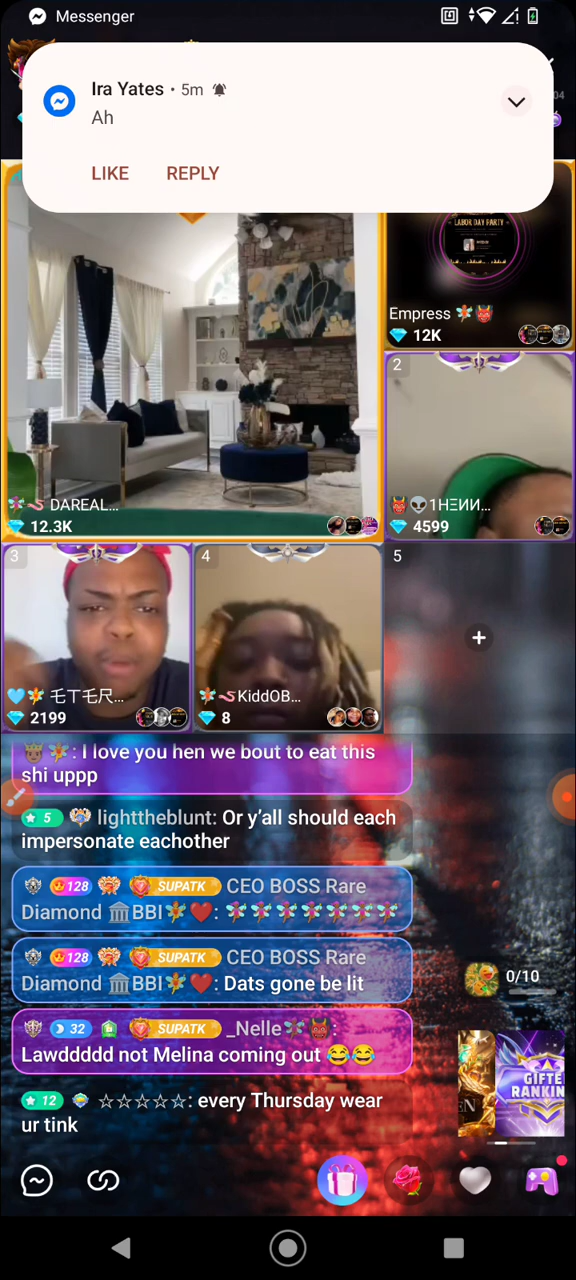 Messenger
Ira Yates • 5m
Ah
LIKE REPLY
04
LABOR DAY PARTY
Empress 🧚👹
12K
DAREAL...
12.3K
2
👹👽1HΞИИ...
4599
3
🩵🧚乇丅乇尺...
2199
4
KiddOB...
8
5
+
: I love you hen we bout to eat this
shi uppp
5 lighttheblunt: Or y'all should each
impersonate eachother
128 SUPATK CEO BOSS Rare
Diamond 🏛BBI🧚❤️: 🧚🧚🧚🧚🧚🧚🧚
128 SUPATK CEO BOSS Rare
Diamond 🏛BBI🧚❤️: Dats gone be lit
0/10
32 SUPATK _Nelle🧚👹:
Lawddddd not Melina coming out 😂😂
GIFTE
RANKIN
EN
12 ☆☆☆☆☆: every Thursday wear
ur tink